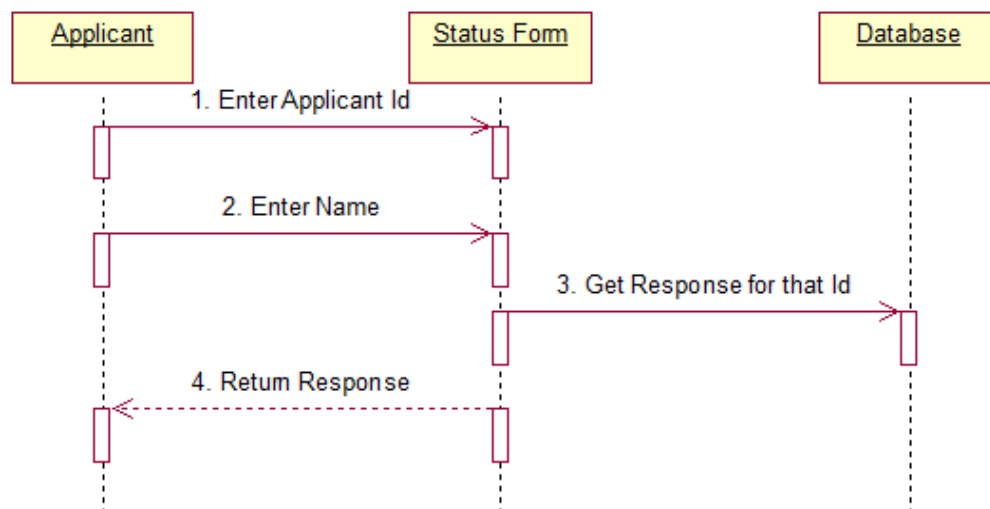 Applicant
Status Form
Database
1. Enter Applicant Id
2. Enter Name
3. Get Response for that Id
4. Return Response